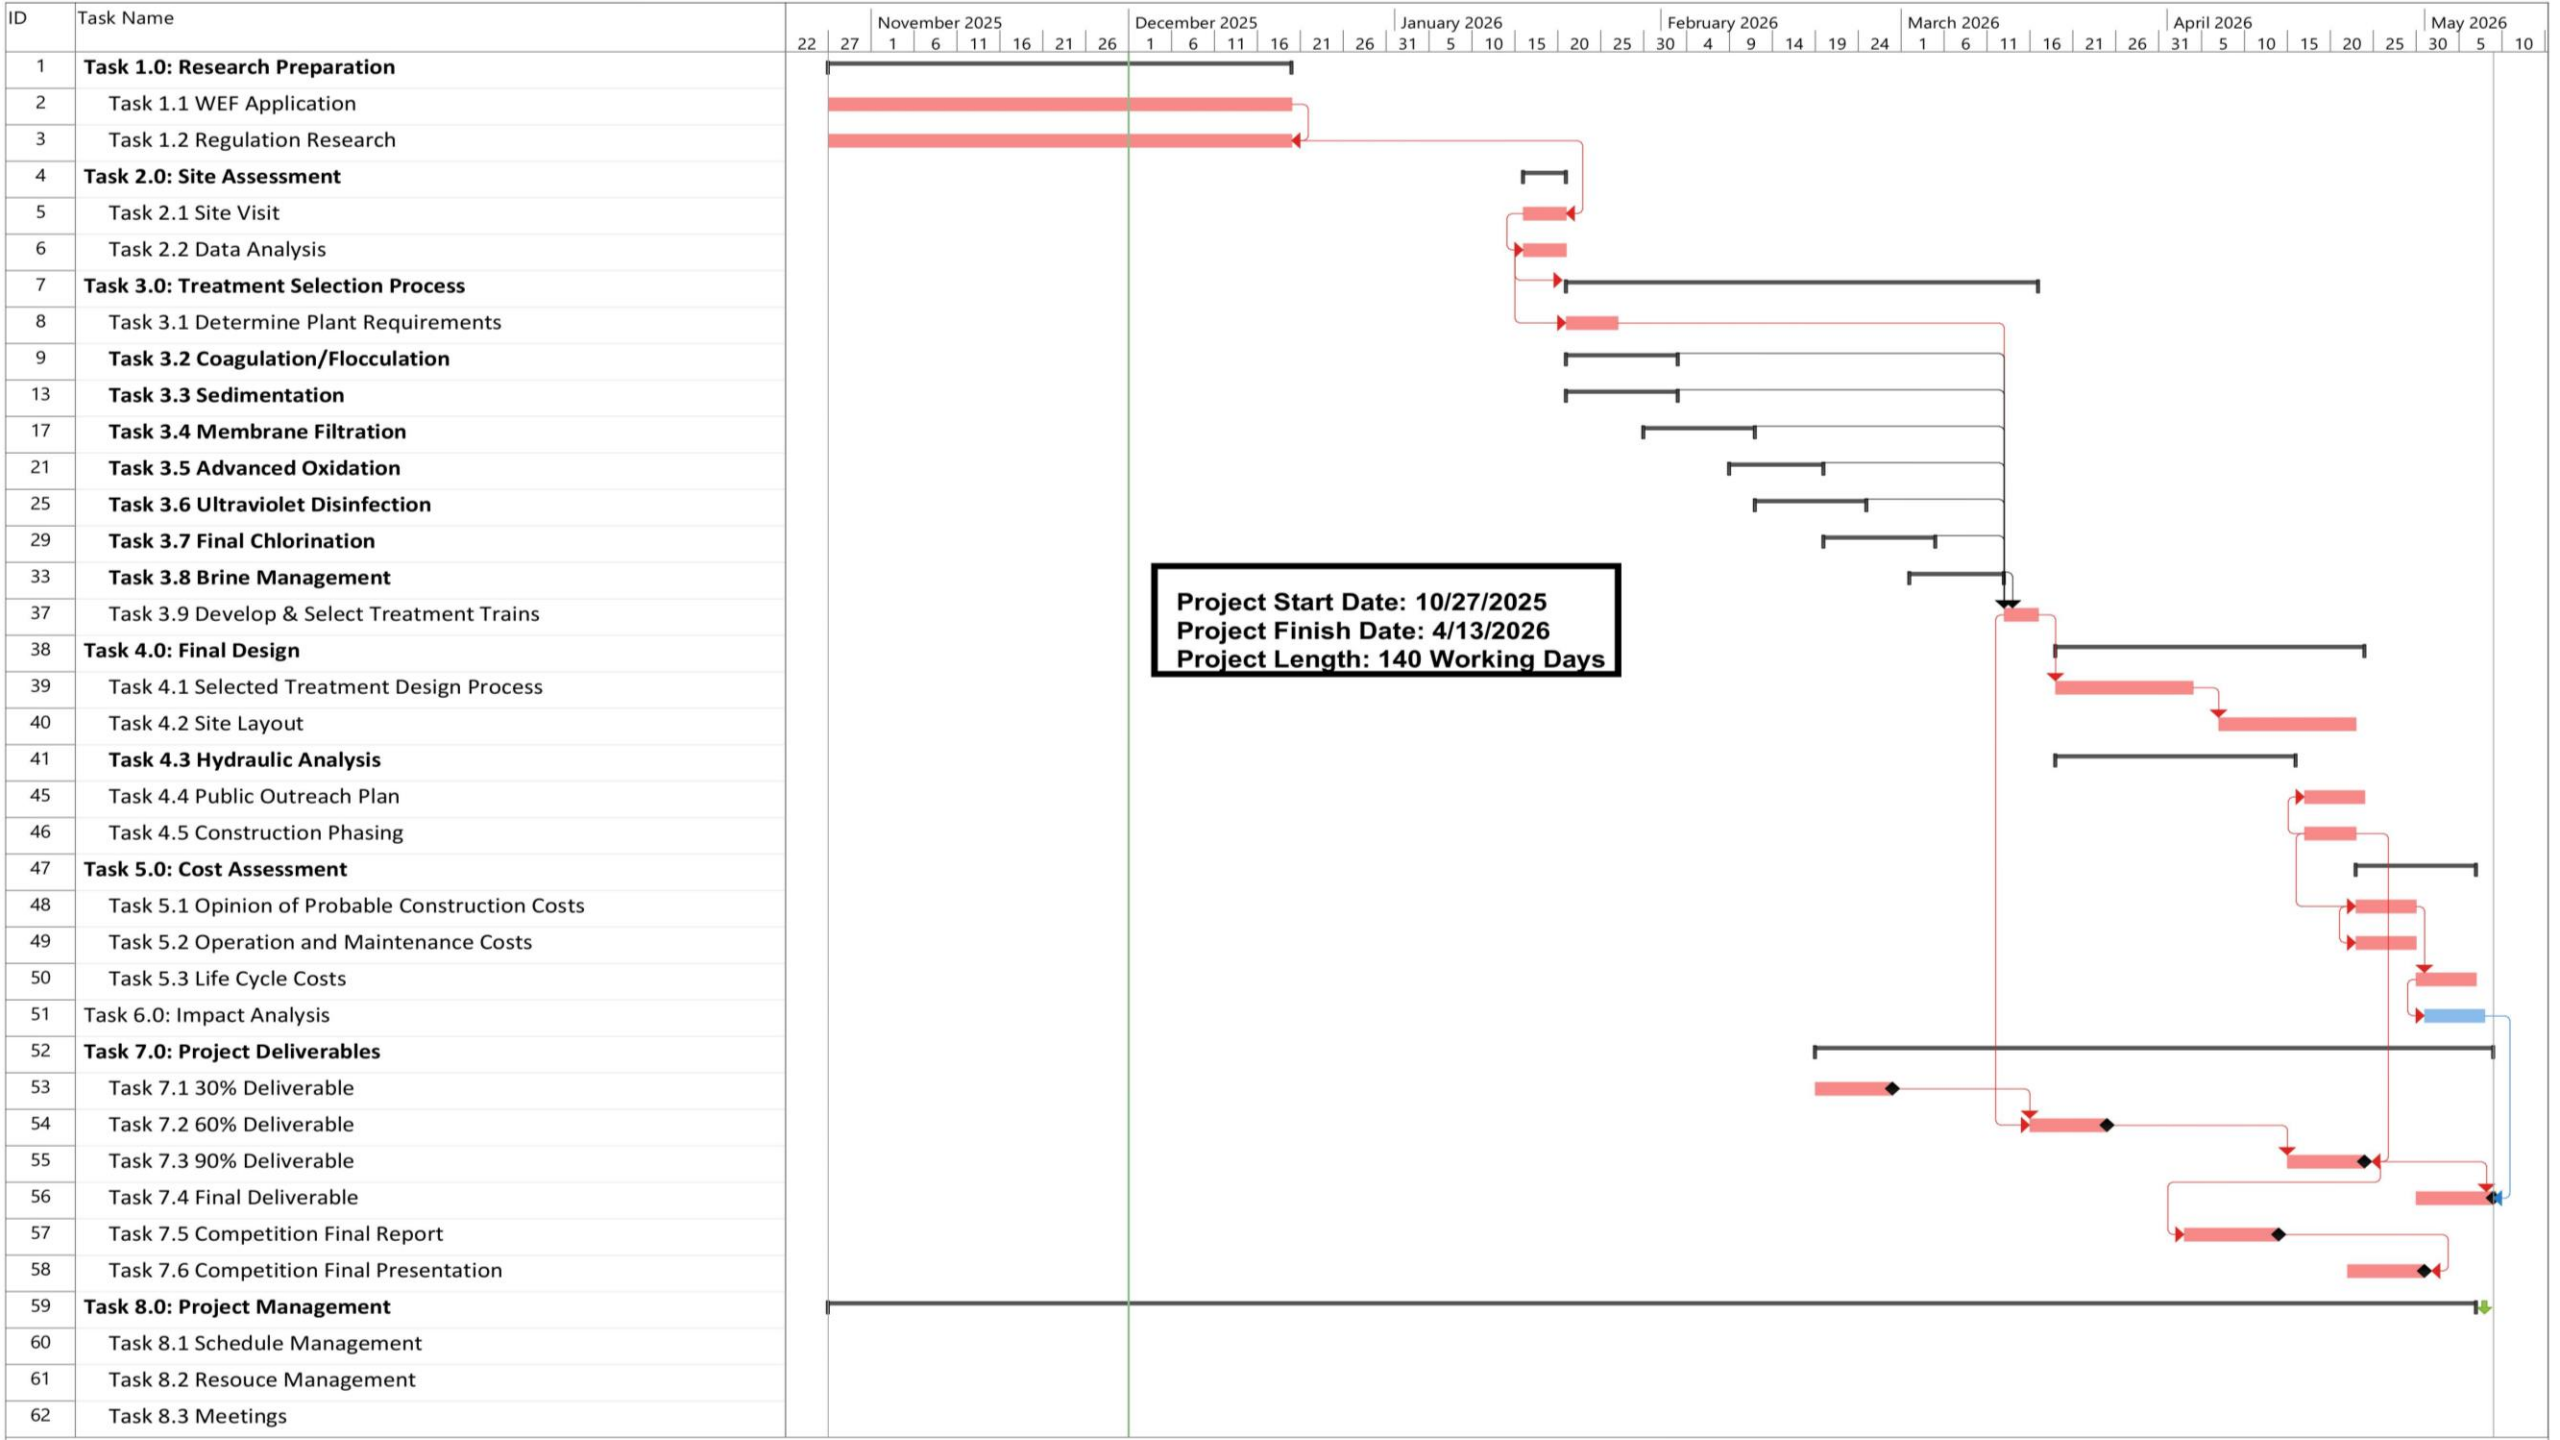 ID Task Name November 2025 December 2025 January 2026 February 2026 March 2026 April 2026 May 2026
22 27 1 6 11 16 21 26 1 6 11 16 21 26 31 5 10 15 20 25 30 4 9 14 19 24 1 6 11 16 21 26 31 5 10 15 20 25 30 5 10
1 Task 1.0: Research Preparation
2 Task 1.1 WEF Application
3 Task 1.2 Regulation Research
4 Task 2.0: Site Assessment
5 Task 2.1 Site Visit
6 Task 2.2 Data Analysis
7 Task 3.0: Treatment Selection Process
8 Task 3.1 Determine Plant Requirements
9 Task 3.2 Coagulation/Flocculation
13 Task 3.3 Sedimentation
17 Task 3.4 Membrane Filtration
21 Task 3.5 Advanced Oxidation
25 Task 3.6 Ultraviolet Disinfection
29 Task 3.7 Final Chlorination
33 Task 3.8 Brine Management
37 Task 3.9 Develop & Select Treatment Trains
38 Task 4.0: Final Design
39 Task 4.1 Selected Treatment Design Process
40 Task 4.2 Site Layout
41 Task 4.3 Hydraulic Analysis
45 Task 4.4 Public Outreach Plan
46 Task 4.5 Construction Phasing
47 Task 5.0: Cost Assessment
48 Task 5.1 Opinion of Probable Construction Costs
49 Task 5.2 Operation and Maintenance Costs
50 Task 5.3 Life Cycle Costs
51 Task 6.0: Impact Analysis
52 Task 7.0: Project Deliverables
53 Task 7.1 30% Deliverable
54 Task 7.2 60% Deliverable
55 Task 7.3 90% Deliverable
56 Task 7.4 Final Deliverable
57 Task 7.5 Competition Final Report
58 Task 7.6 Competition Final Presentation
59 Task 8.0: Project Management
60 Task 8.1 Schedule Management
61 Task 8.2 Resouce Management
62 Task 8.3 Meetings
Project Start Date: 10/27/2025
Project Finish Date: 4/13/2026
Project Length: 140 Working Days